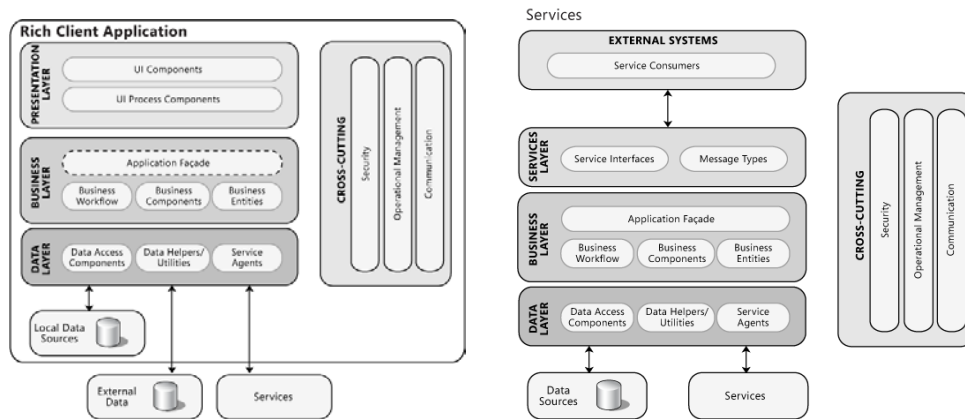 Rich Client Application
PRESENTATION
LAYER
UI Components
UI Process Components
BUSINESS
LAYER
Application Façade
Business
Workflow
Business
Components
Business
Entities
DATA
LAYER
Data Access
Components
Data Helpers/
Utilities
Service
Agents
CROSS-CUTTING
Security
Operational Management
Communication
Local Data
Sources
External
Data
Services
Services
EXTERNAL SYSTEMS
Service Consumers
SERVICES
LAYER
Service Interfaces
Message Types
BUSINESS
LAYER
Application Façade
Business
Workflow
Business
Components
Business
Entities
DATA
LAYER
Data Access
Components
Data Helpers/
Utilities
Service
Agents
CROSS-CUTTING
Security
Operational Management
Communication
Data
Sources
Services